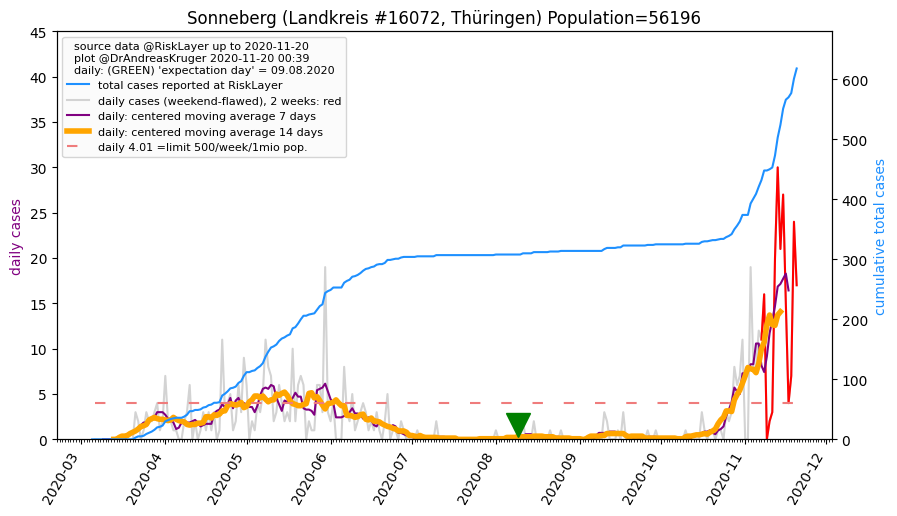 Sonneberg (Landkreis #16072, Thüringen) Population=56196
source data @RiskLayer up to 2020-11-20
plot @DrAndreasKruger 2020-11-20 00:39
daily: (GREEN) 'expectation day' = 09.08.2020
total cases reported at RiskLayer
daily cases (weekend-flawed), 2 weeks: red
daily: centered moving average 7 days
daily: centered moving average 14 days
daily 4.01 =limit 500/week/1mio pop.
daily cases
45
40
35
30
25
20
15
10
5
0
cumulative total cases
600
500
400
300
200
100
0
2020-03
2020-04
2020-05
2020-06
2020-07
2020-08
2020-09
2020-10
2020-11
2020-12